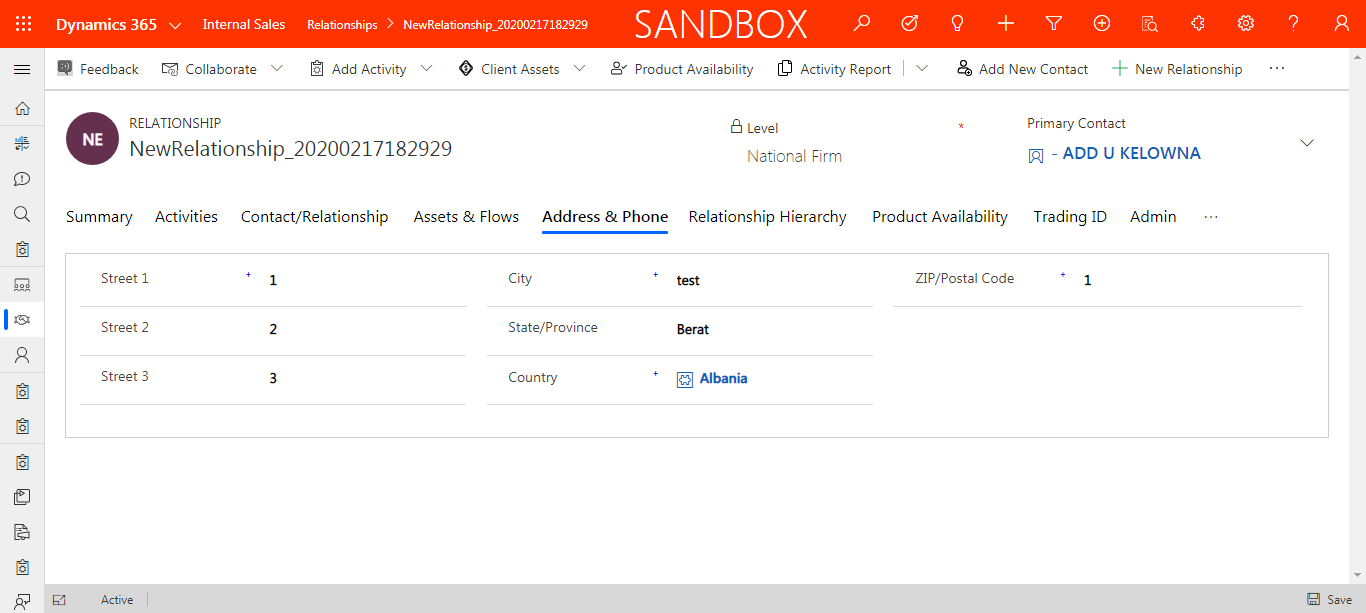 Dynamics 365 Internal Sales Relationships > NewRelationship_20200217182929 SANDBOX ?
Feedback Collaborate Add Activity Client Assets Product Availability Activity Report Add New Contact New Relationship ...
NE
RELATIONSHIP
NewRelationship_20200217182929
Level *
National Firm
Primary Contact
- ADD U KELOWNA
Summary Activities Contact/Relationship Assets & Flows Address & Phone Relationship Hierarchy Product Availability Trading ID Admin ...
Street 1 + 1 City + test ZIP/Postal Code + 1
Street 2 2 State/Province Berat
Street 3 3 Country + Albania
Active Save